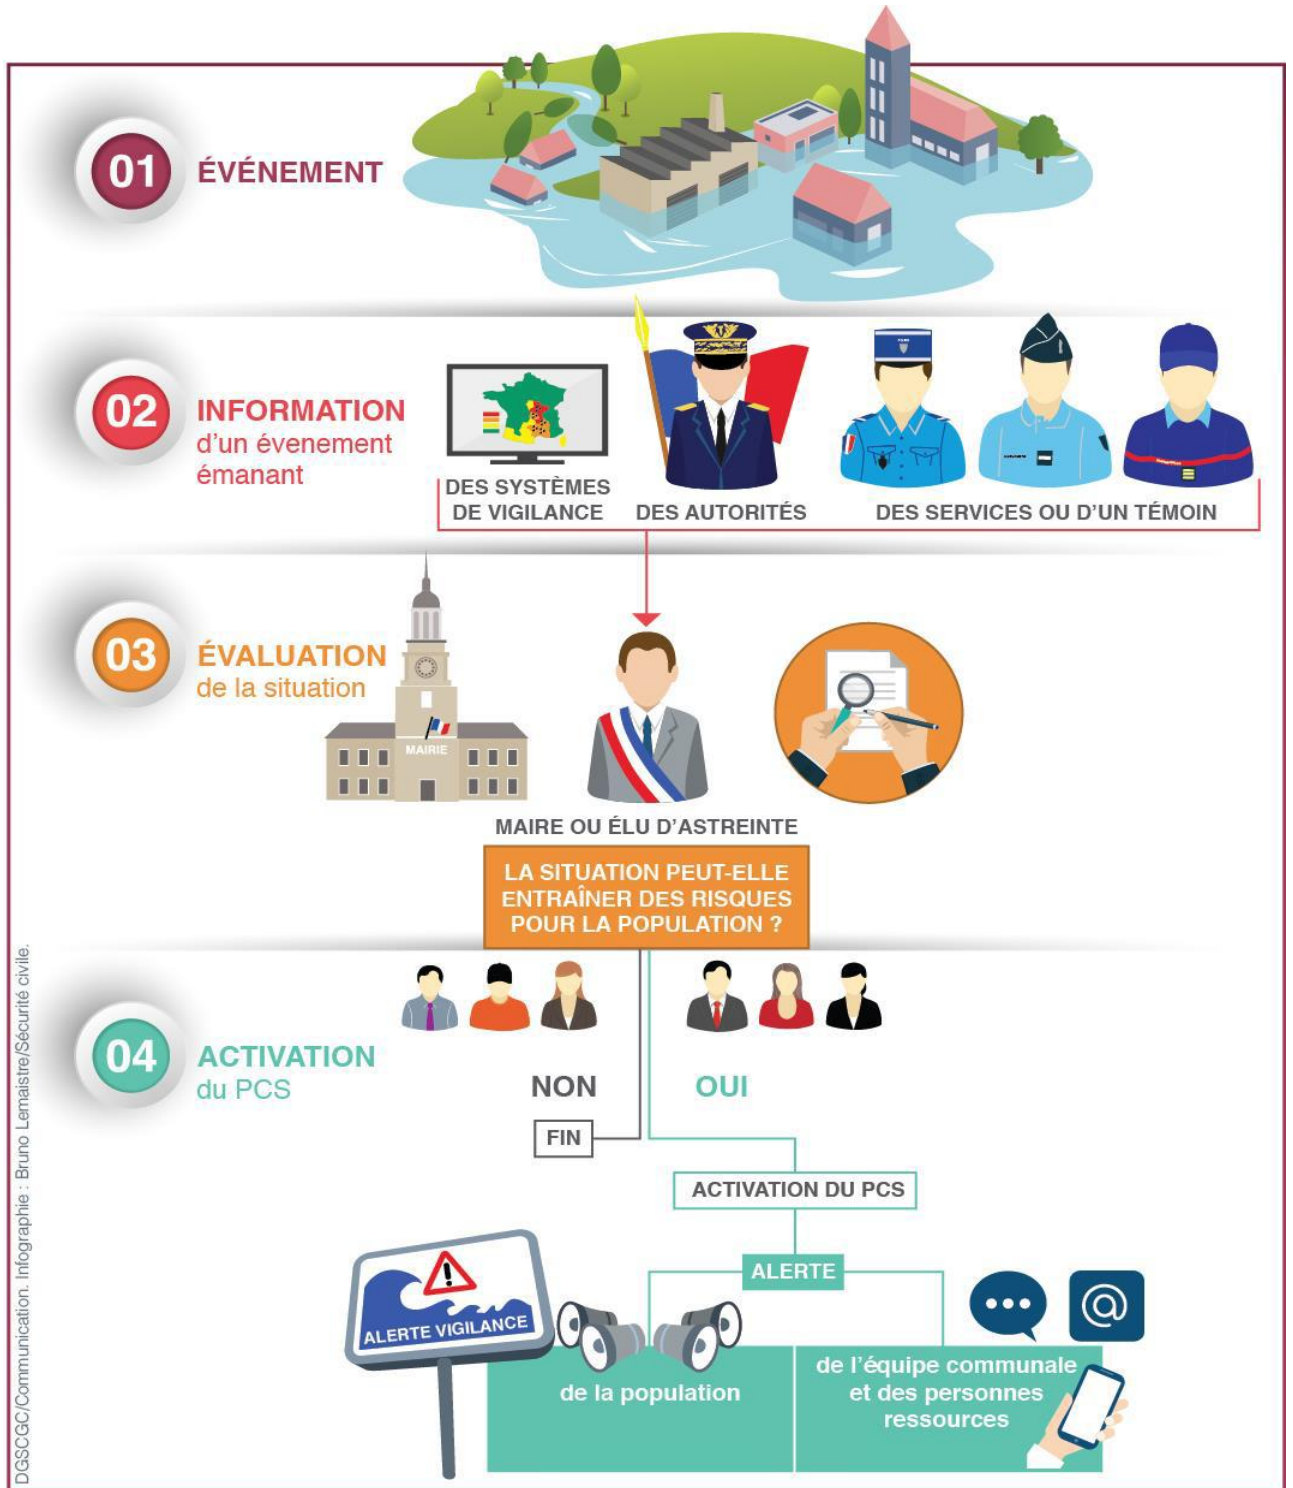 01
ÉVÉNEMENT
02
INFORMATION
d'un évenement
émanant
DES SYSTÈMES
DE VIGILANCE
DES AUTORITÉS
DES SERVICES OU D'UN TÉMOIN
03
ÉVALUATION
de la situation
MAIRIE
MAIRE OU ÉLU D'ASTREINTE
LA SITUATION PEUT-ELLE
ENTRAÎNER DES RISQUES
POUR LA POPULATION ?
04
ACTIVATION
du PCS
NON
OUI
FIN
ACTIVATION DU PCS
ALERTE
ALERTE VIGILANCE
@
de la population
de l'équipe communale
et des personnes
ressources
DGSCGC/Communication. Infographie : Bruno Lemaistre/Sécurité civile.